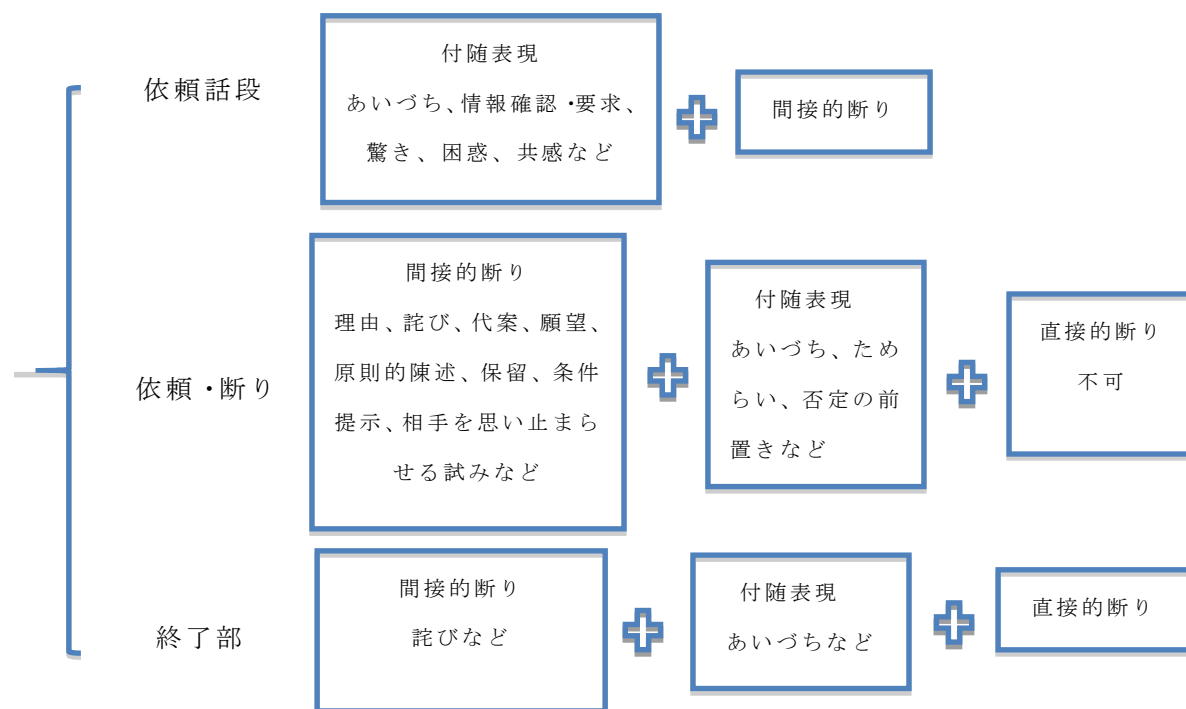 依頼話段
付随表現
あいづち、情報確認・要求、
驚き、困惑、共感など
間接的断り
依頼・断り
間接的断り
理由、詫び、代案、願望、
原則的陳述、保留、条件
提示、相手を思い止まら
せる試みなど
付随表現
あいづち、ため
らい、否定の前
置きなど
直接的断り
不可
終了部
間接的断り
詫びなど
付随表現
あいづちなど
直接的断り